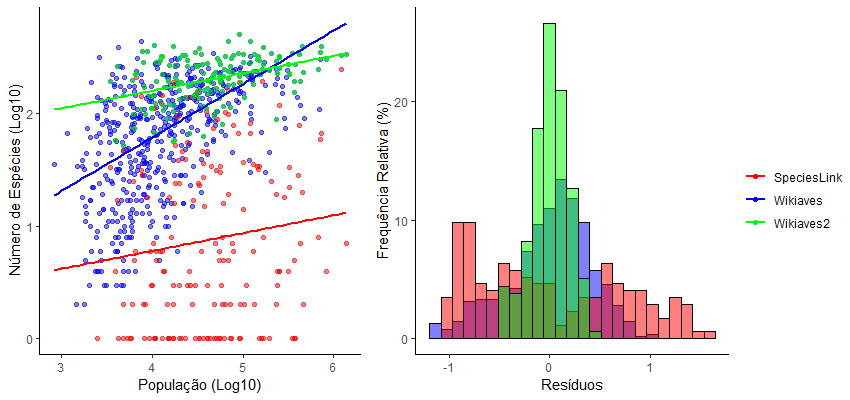 Número de Espécies (Log10)
2
1
0
3
4
5
6
População (Log10)
Frequência Relativa (%)
20
10
0
-1
0
1
Resíduos
SpeciesLink
Wikiaves
Wikiaves2